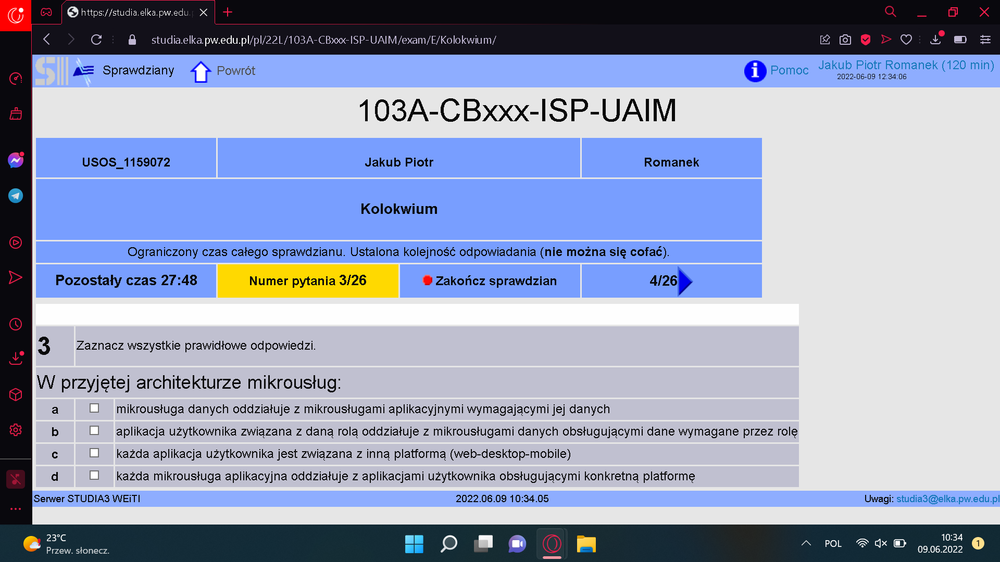 https://studia.elka.pw.edu.
studia.elka.pw.edu.pl/pl/22L/103A-CBxxx-ISP-UAIM/exam/E/Kolokwium/
Sprawdziany
Powrót
Pomoc
Jakub Piotr Romanek (120 min)
2022-06-09 12:34:06
103A-CBxxx-ISP-UAIM
USOS_1159072
Jakub Piotr
Romanek
Kolokwium
Ograniczony czas całego sprawdzianu. Ustalona kolejność odpowiadania (nie można się cofać).
Pozostały czas 27:48
Numer pytania 3/26
Zakończ sprawdzian
4/26
3
Zaznacz wszystkie prawidłowe odpowiedzi.
W przyjętej architekturze mikrousług:
a mikrousługa danych oddziałuje z mikrousługami aplikacyjnymi wymagającymi jej danych
b aplikacja użytkownika związana z daną rolą oddziałuje z mikrousługami danych obsługującymi dane wymagane przez rolę
c każda aplikacja użytkownika jest związana z inną platformą (web-desktop-mobile)
d każda mikrousługa aplikacyjna oddziałuje z aplikacjami użytkownika obsługującymi konkretną platformę
Serwer STUDIA3 WEiTI
2022.06.09 10:34.05
Uwagi: studia3@elka.pw.edu.pl
23°C
Przew. słonecz.
POL
10:34
09.06.2022
1